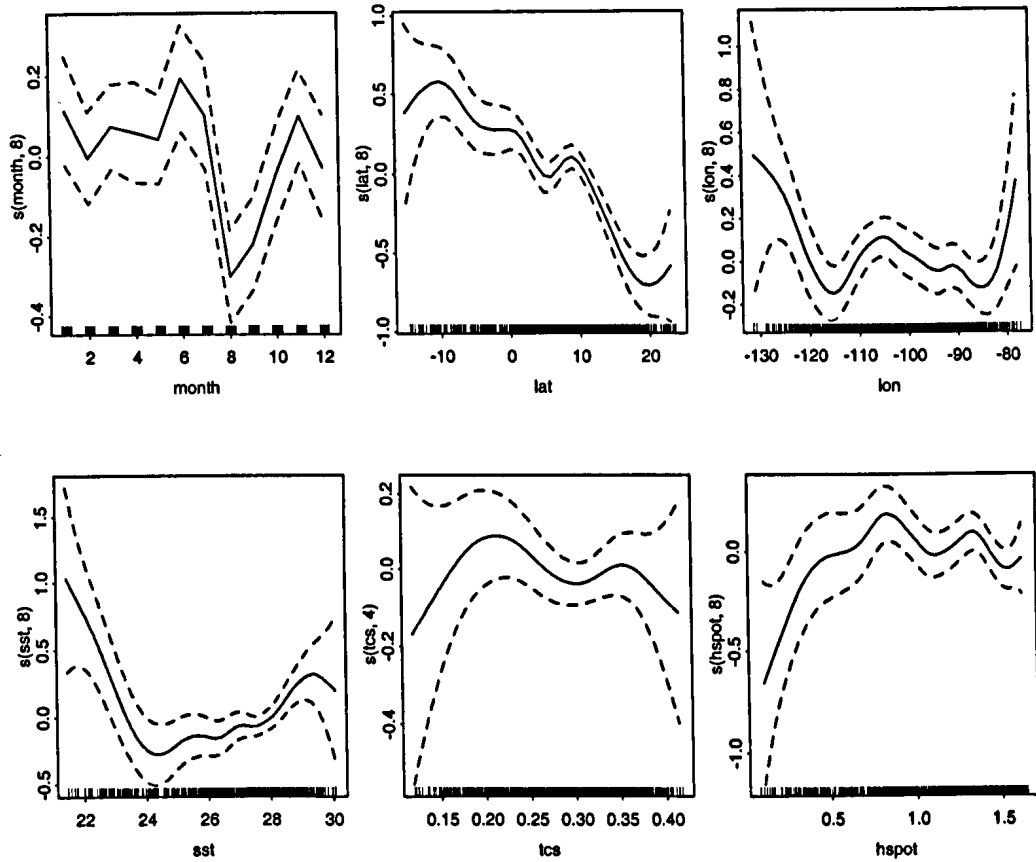 s(month, 8)
0.2
0.0
-0.2
-0.4
2 4 6 8 10 12
month
s(lat, 8)
1.0
0.5
0.0
-0.5
-1.0
-10 0 10 20
lat
s(lon, 8)
1.0
0.8
0.6
0.4
0.2
0.0
-0.2
-130 -120 -110 -100 -90 -80
lon
s(sst, 8)
1.5
1.0
0.5
0.0
-0.5
22 24 26 28 30
sst
s(tcs, 4)
0.2
0.0
-0.2
-0.4
0.15 0.20 0.25 0.30 0.35 0.40
tcs
s(hspot, 8)
0.0
-0.5
-1.0
0.5 1.0 1.5
hspot